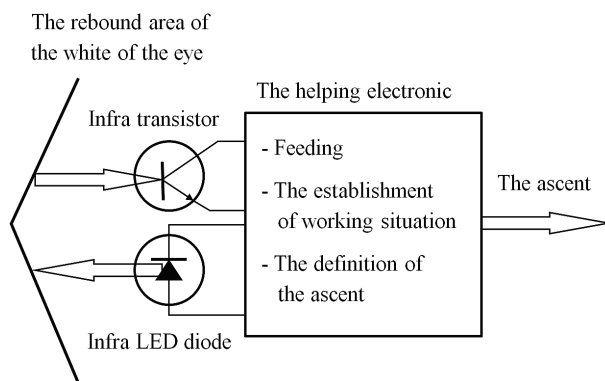 The rebound area of
the white of the eye
Infra transistor
The helping electronic
- Feeding
- The establishment
of working situation
- The definition of
the ascent
The ascent
Infra LED diode